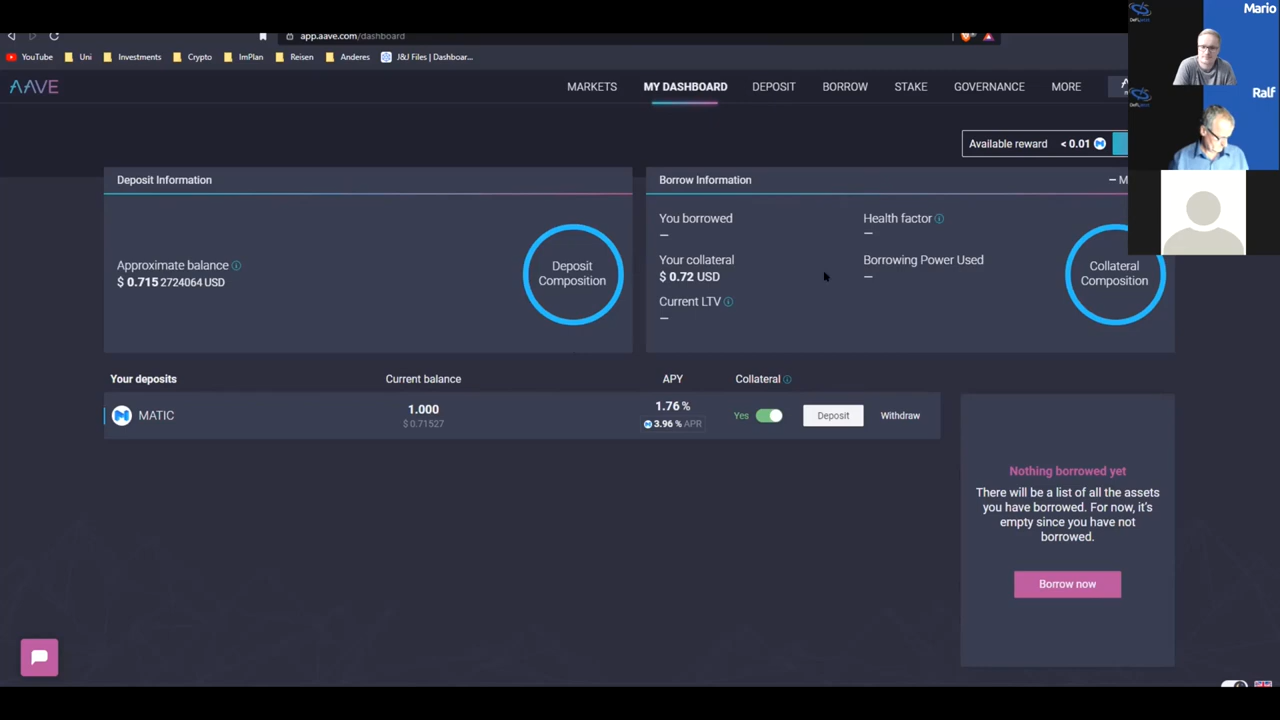 Mario
app.aave.com/dashboard
YouTube Uni Investments Crypto ImPlan Reisen Anderes J&J Files | Dashboar...
AAVE MARKETS MY DASHBOARD DEPOSIT BORROW STAKE GOVERNANCE MORE
Ralf
Available reward < 0.01
Deposit Information
Borrow Information
– M
You borrowed
–
Health factor
–
Approximate balance
$ 0.7152724064 USD
Deposit
Composition
Your collateral
$ 0.72 USD
Borrowing Power Used
–
Current LTV
–
Collateral
Composition
Your deposits Current balance APY Collateral
MATIC 1.000 1.76 % Yes Deposit Withdraw
$ 0.71527 3.96 % APR
Nothing borrowed yet
There will be a list of all the assets
you have borrowed. For now, it's
empty since you have not
borrowed.
Borrow now